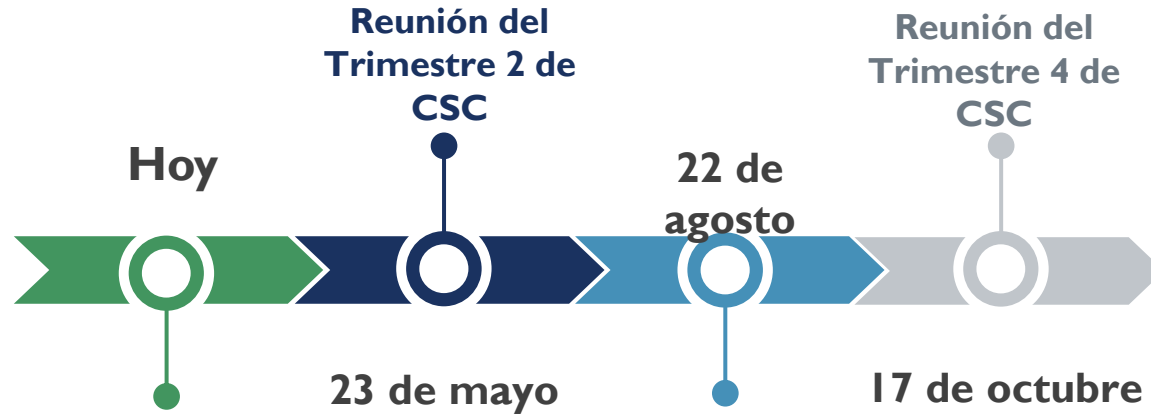 Hoy
Reunión del
Trimestre 2 de
CSC
23 de mayo
22 de
agosto
Reunión del
Trimestre 4 de
CSC
17 de octubre